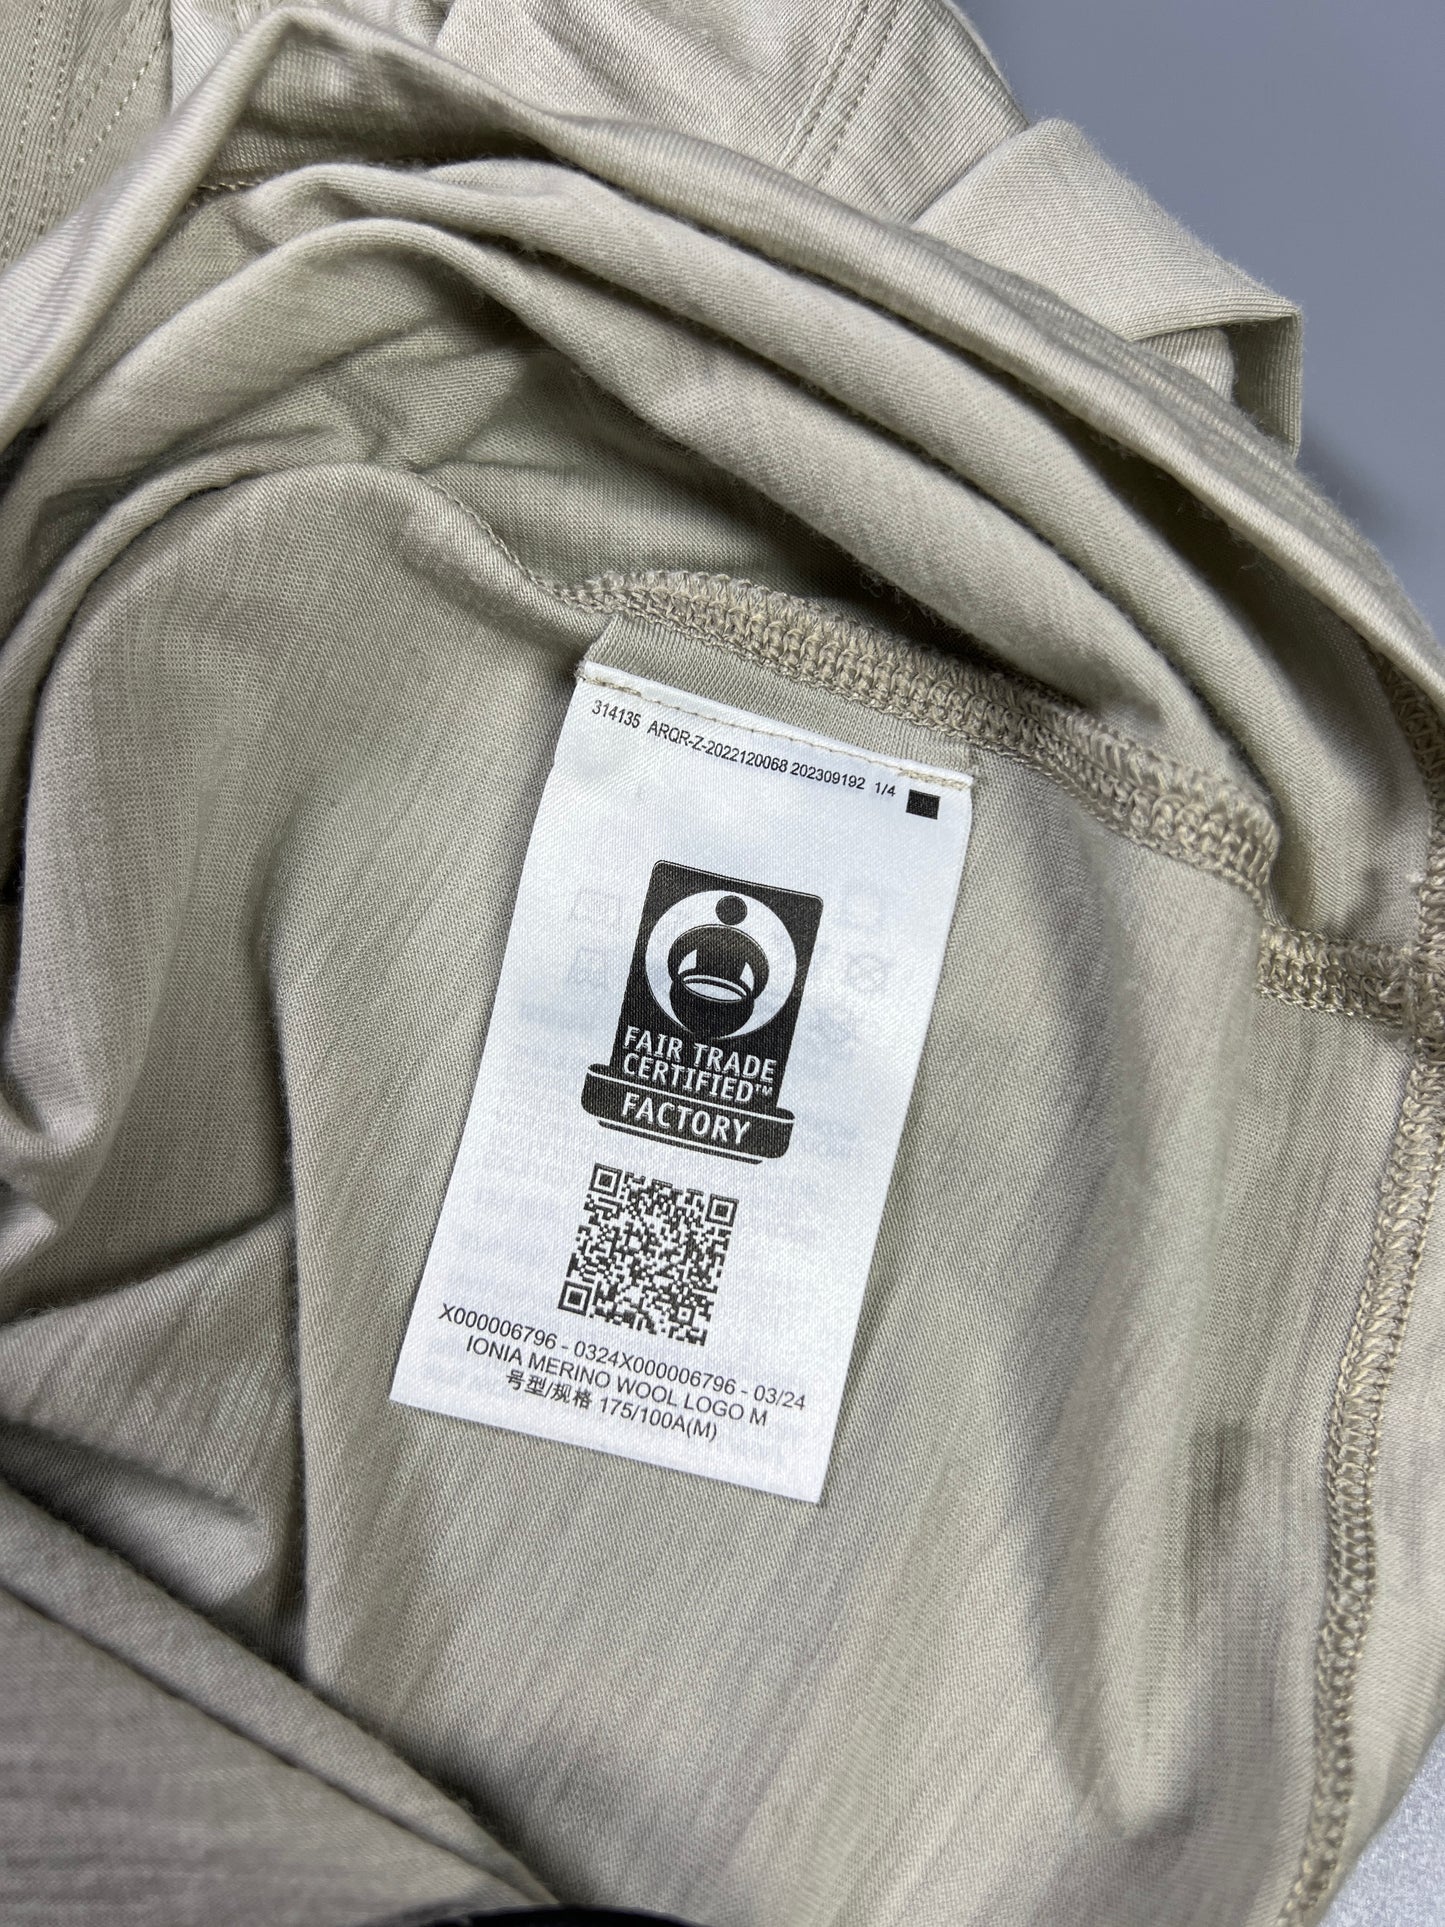 314135 ARQR-Z-2022120068 202309192 1/4
FAIR TRADE
CERTIFIED™
FACTORY
X000006796 - 0324X000006796 - 03/24
IONIA MERINO WOOL LOGO M
号型/规格 175/100A(M)